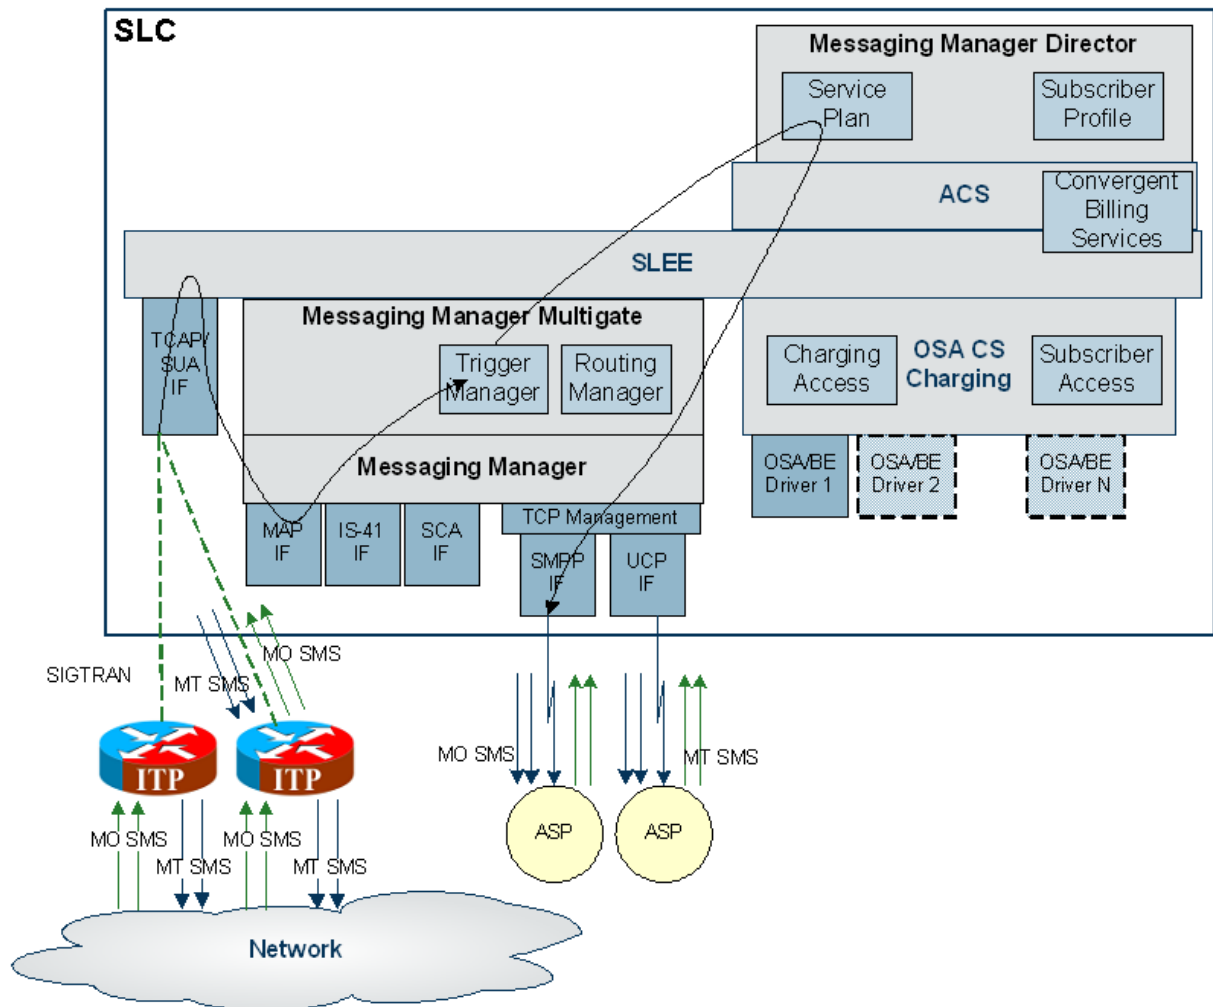 SLC
Messaging Manager Director
Service
Plan
Subscriber
Profile
ACS
Convergent
Billing
Services
SLEE
TCAP/
SUA
IF
Messaging Manager Multigate
Trigger
Manager
Routing
Manager
Charging
Access
OSA CS
Charging
Subscriber
Access
Messaging Manager
OSA/BE
Driver 1
OSA/BE
Driver 2
OSA/BE
Driver N
MAP
IF
IS-41
IF
SCA
IF
TCP Management
SMPP
IF
UCP
IF
SIGTRAN
MT SMS
MO SMS
ITP
ITP
MO SMS
MT SMS
ASP
ASP
MO SMS
MT SMS
MO SMS
MT SMS
Network